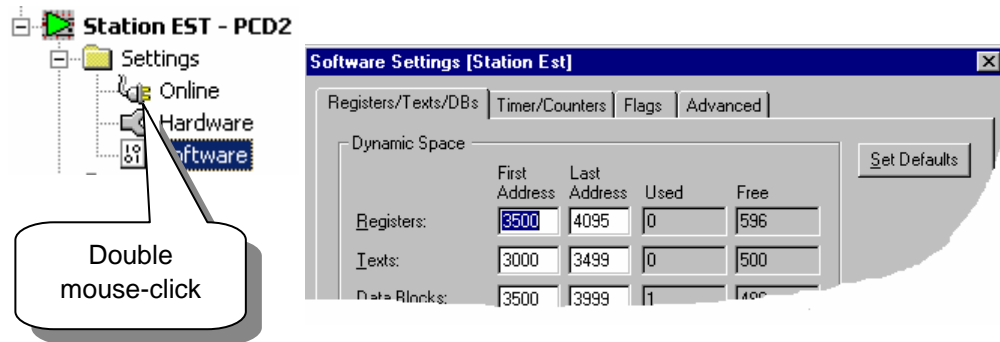 Station EST - PCD2
Settings
Online
Hardware
Software
Double
mouse-click
Software Settings [Station Est]
Registers/Texts/DBs Timer/Counters Flags Advanced
Dynamic Space
Set Defaults
First Last
Address Address Used Free
Registers: 3500 4095 0 596
Texts: 3000 3499 0 500
Data Blocks: 3500 3999 1